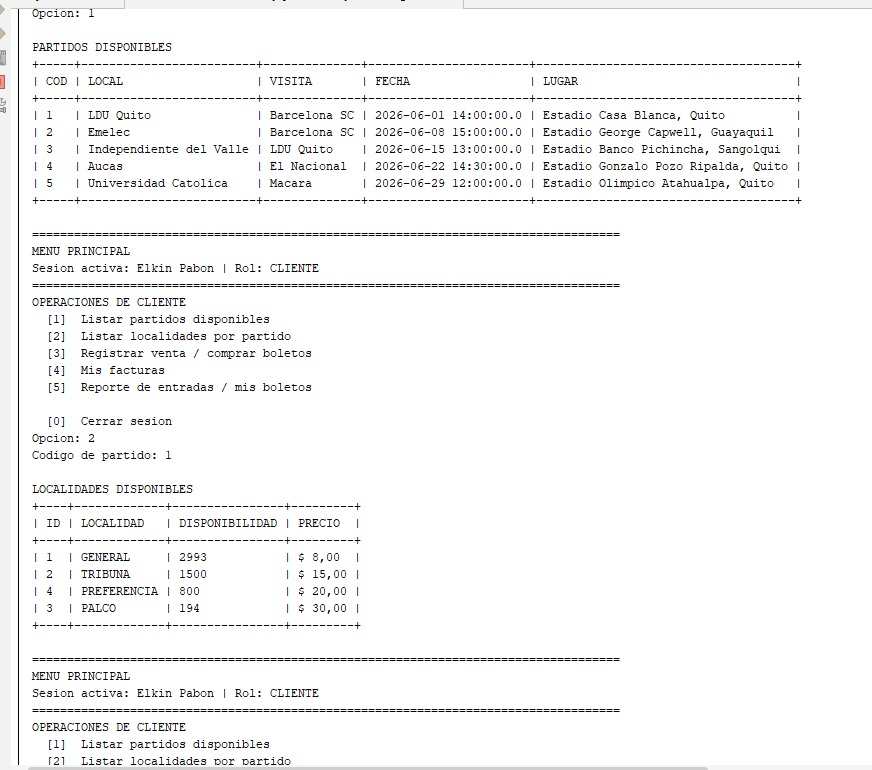 Opcion: 1
PARTIDOS DISPONIBLES
+-----+------------------------+--------------+-----------------------+--------------------------------------+
| COD | LOCAL                  | VISITA       | FECHA                 | LUGAR                                |
+-----+------------------------+--------------+-----------------------+--------------------------------------+
| 1   | LDU Quito              | Barcelona SC | 2026-06-01 14:00:00.0 | Estadio Casa Blanca, Quito           |
| 2   | Emelec                 | Barcelona SC | 2026-06-08 15:00:00.0 | Estadio George Capwell, Guayaquil    |
| 3   | Independiente del Valle | LDU Quito    | 2026-06-15 13:00:00.0 | Estadio Banco Pichincha, Sangolqui   |
| 4   | Aucas                  | El Nacional  | 2026-06-22 14:30:00.0 | Estadio Gonzalo Pozo Ripalda, Quito |
| 5   | Universidad Catolica   | Macara       | 2026-06-29 12:00:00.0 | Estadio Olimpico Atahualpa, Quito    |
+-----+------------------------+--------------+-----------------------+--------------------------------------+
====================================================================================
MENU PRINCIPAL
Sesion activa: Elkin Pabon | Rol: CLIENTE
====================================================================================
OPERACIONES DE CLIENTE
[1]  Listar partidos disponibles
[2]  Listar localidades por partido
[3]  Registrar venta / comprar boletos
[4]  Mis facturas
[5]  Reporte de entradas / mis boletos
[0]  Cerrar sesion
Opcion: 2
Codigo de partido: 1
LOCALIDADES DISPONIBLES
+----+-------------+----------------+---------+
| ID | LOCALIDAD   | DISPONIBILIDAD | PRECIO  |
+----+-------------+----------------+---------+
| 1  | GENERAL     | 2993           | $ 8,00  |
| 2  | TRIBUNA     | 1500           | $ 15,00 |
| 4  | PREFERENCIA | 800            | $ 20,00 |
| 3  | PALCO       | 194            | $ 30,00 |
+----+-------------+----------------+---------+
====================================================================================
MENU PRINCIPAL
Sesion activa: Elkin Pabon | Rol: CLIENTE
====================================================================================
OPERACIONES DE CLIENTE
[1]  Listar partidos disponibles
[2]  Listar localidades por partido